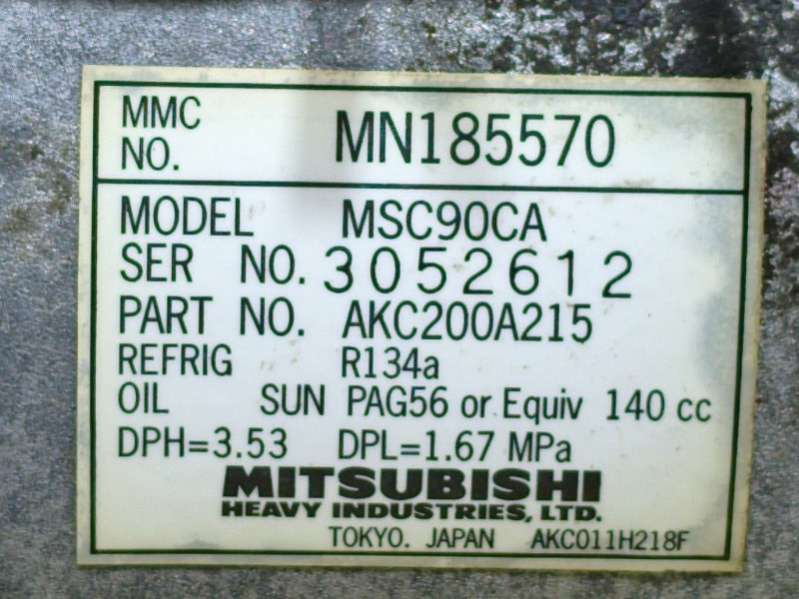 MMC NO. MN185570
MODEL MSC90CA
SER NO. 3052612
PART NO. AKC200A215
REFRIG R134a
OIL SUN PAG56 or Equiv 140 cc
DPH=3.53 DPL=1.67 MPa
MITSUBISHI
HEAVY INDUSTRIES, LTD.
TOKYO. JAPAN AKC011H218F